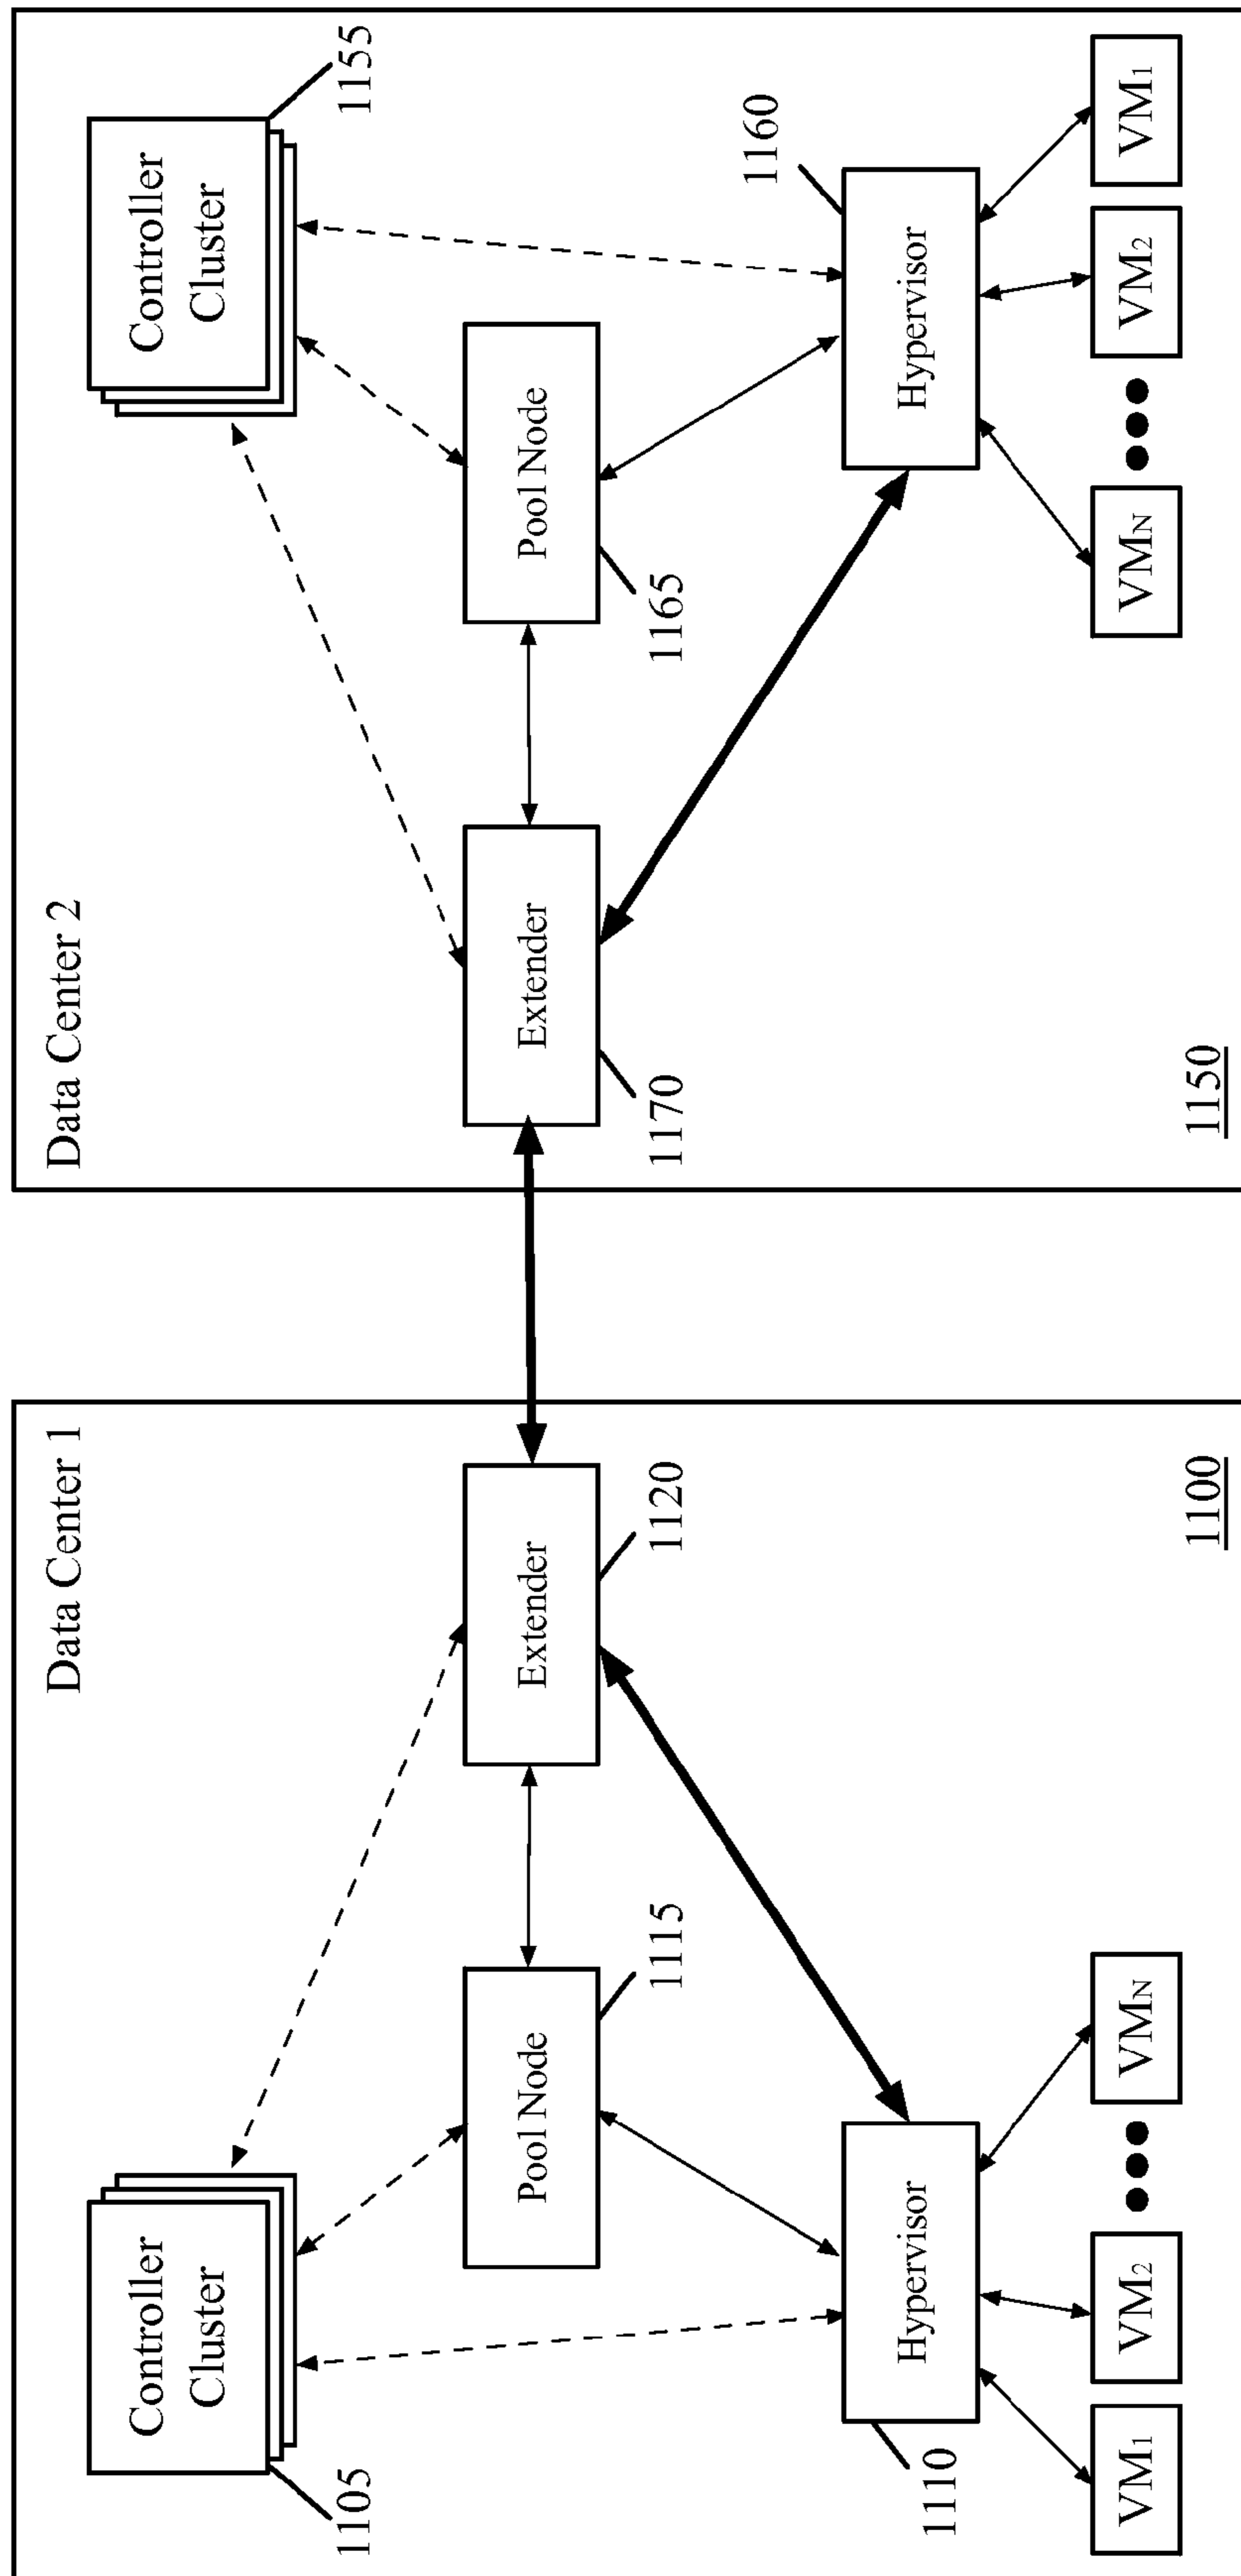 Data Center 1
Controller
Cluster
1105
Pool Node
1115
Extender
1120
Hypervisor
1110
VM1
VM2
VMN
1100
Data Center 2
Controller
Cluster
1155
Extender
1170
Pool Node
1165
Hypervisor
1160
VMN
VM2
VM1
1150